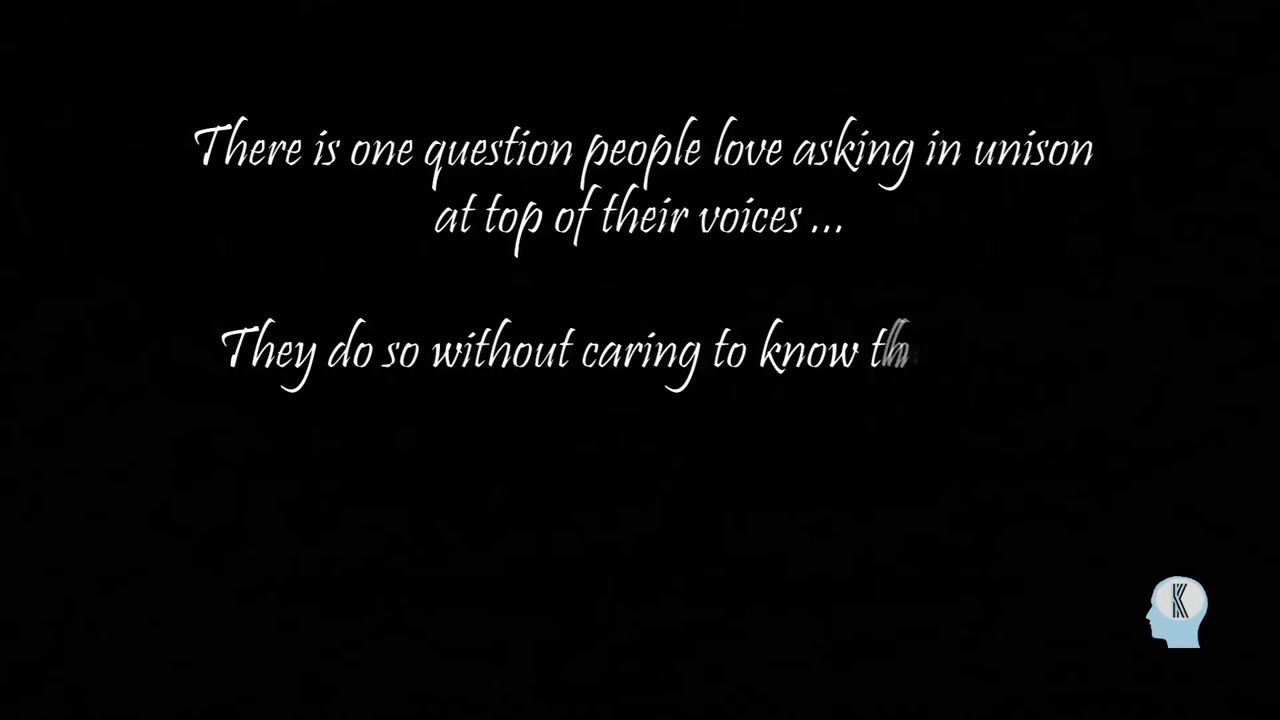 There is one question people love asking in unison
at top of their voices ...
They do so without caring to know th
K